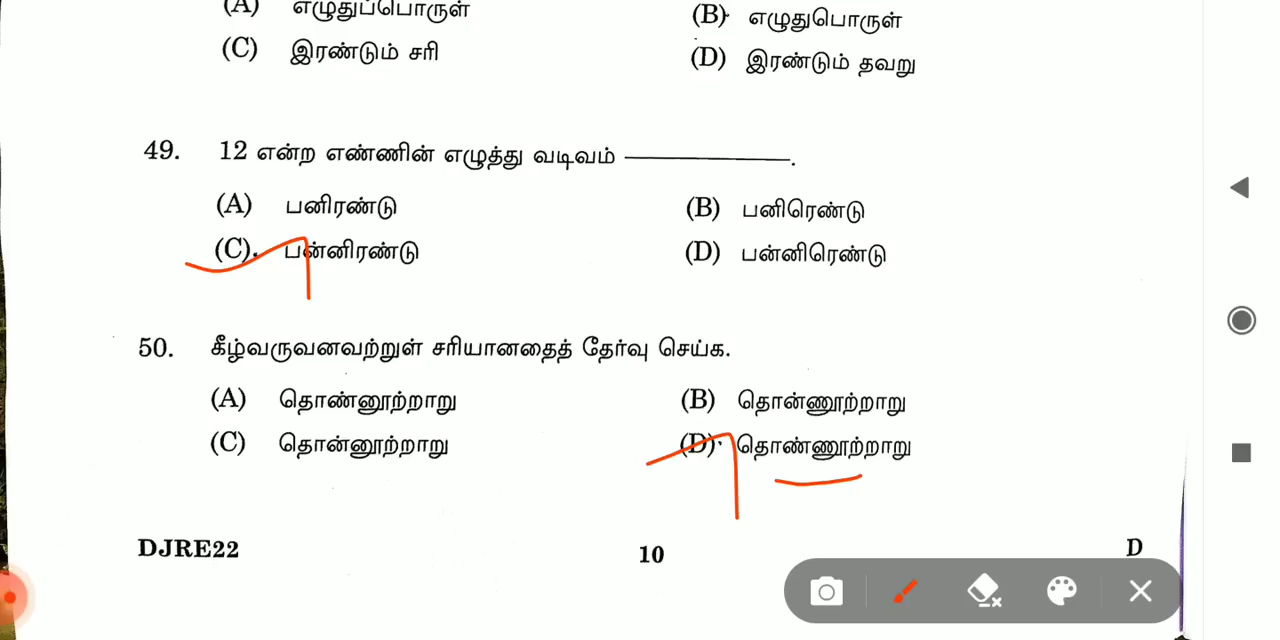 (A) எழுதுப்பொருள் (B) எழுதுபொருள்
(C) இரண்டும் சரி (D) இரண்டும் தவறு
49. 12 என்ற எண்ணின் எழுத்து வடிவம் ————.
(A) பனிரண்டு (B) பனிரெண்டு
(C) பன்னிரண்டு (D) பன்னிரெண்டு
50. கீழ்வருவனவற்றுள் சரியானதைத் தேர்வு செய்க.
(A) தொண்னூற்றாறு (B) தொன்ணூற்றாறு
(C) தொன்னூற்றாறு (D) தொண்ணூற்றாறு
DJRE22 10 D